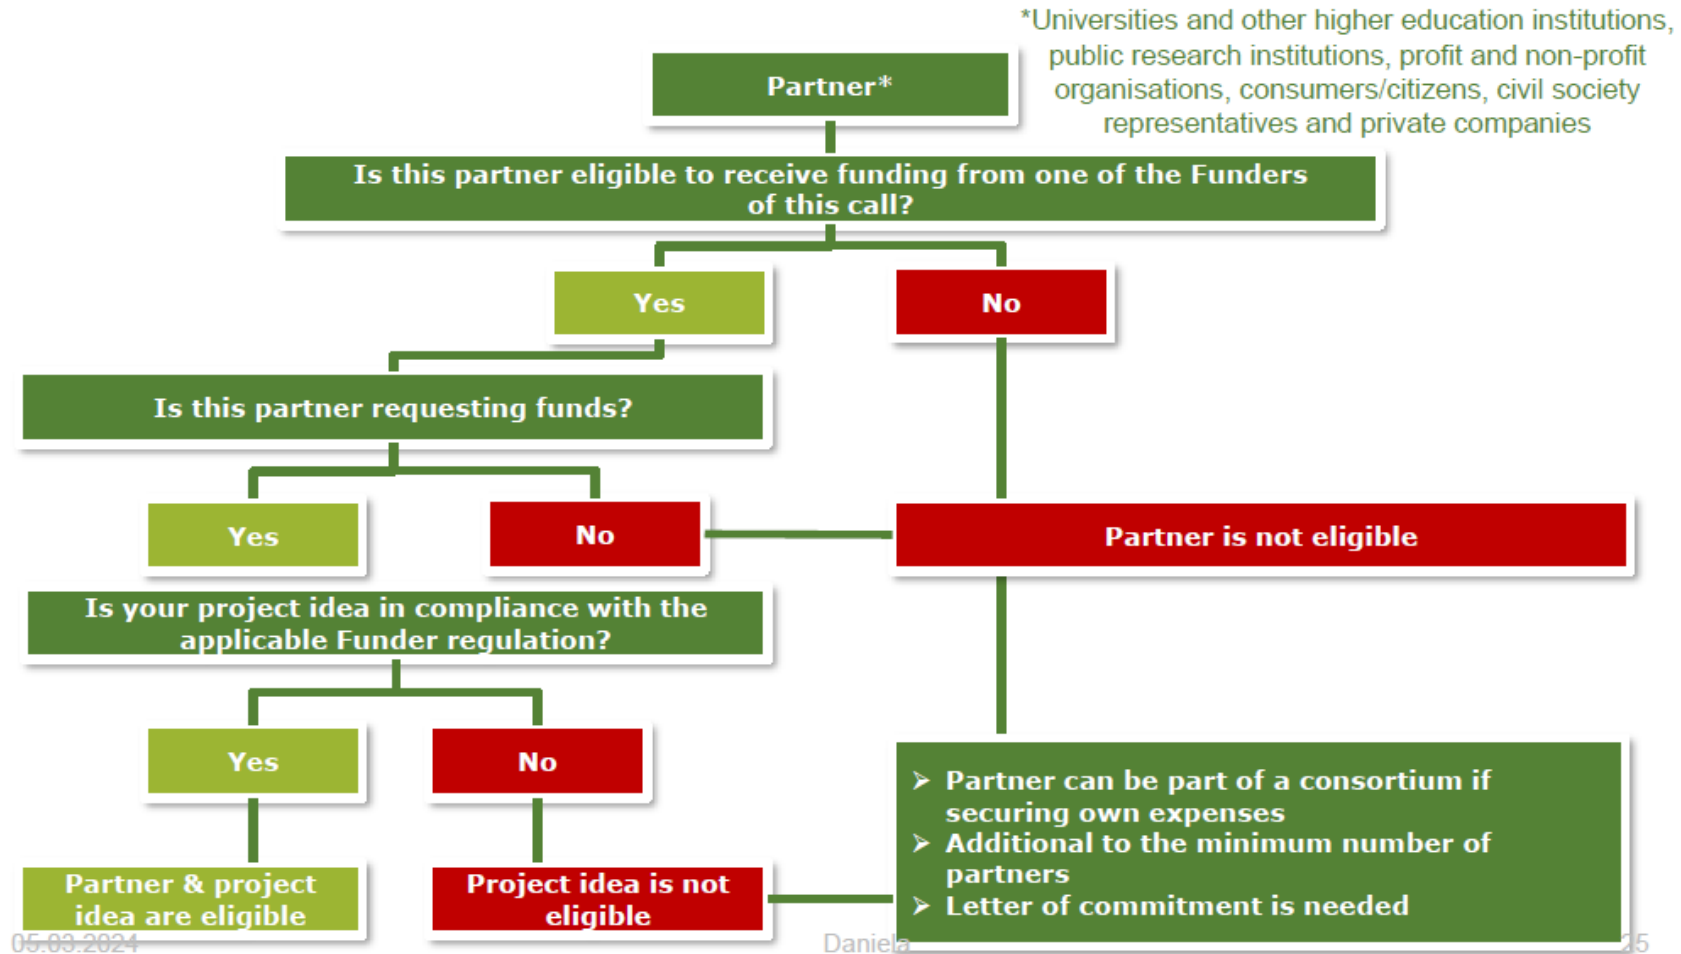 *Universities and other higher education institutions,
public research institutions, profit and non-profit
organisations, consumers/citizens, civil society
representatives and private companies
Partner*
Is this partner eligible to receive funding from one of the Funders
of this call?
Yes
No
Is this partner requesting funds?
Yes
No
Partner is not eligible
Is your project idea in compliance with the
applicable Funder regulation?
Yes
No
➢ Partner can be part of a consortium if
securing own expenses
➢ Additional to the minimum number of
partners
➢ Letter of commitment is needed
Partner & project
idea are eligible
Project idea is not
eligible
05.03.2024
Daniela
25